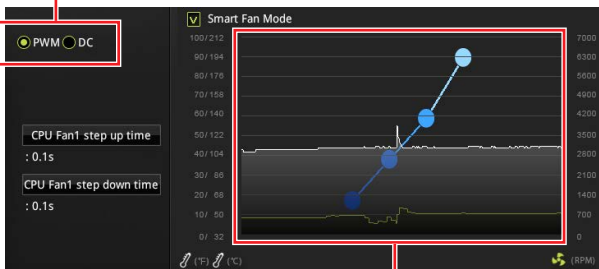 V Smart Fan Mode
PWM DC
100/212 7000
90/194 6300
80/176 5600
70/158 4900
60/140 4200
50/122 3500
40/104 2800
30/ 86 2100
20/ 68 1400
10/ 50 700
0/ 32 0
CPU Fan1 step up time
: 0.1s
CPU Fan1 step down time
: 0.1s
(°F) (°C) (RPM)